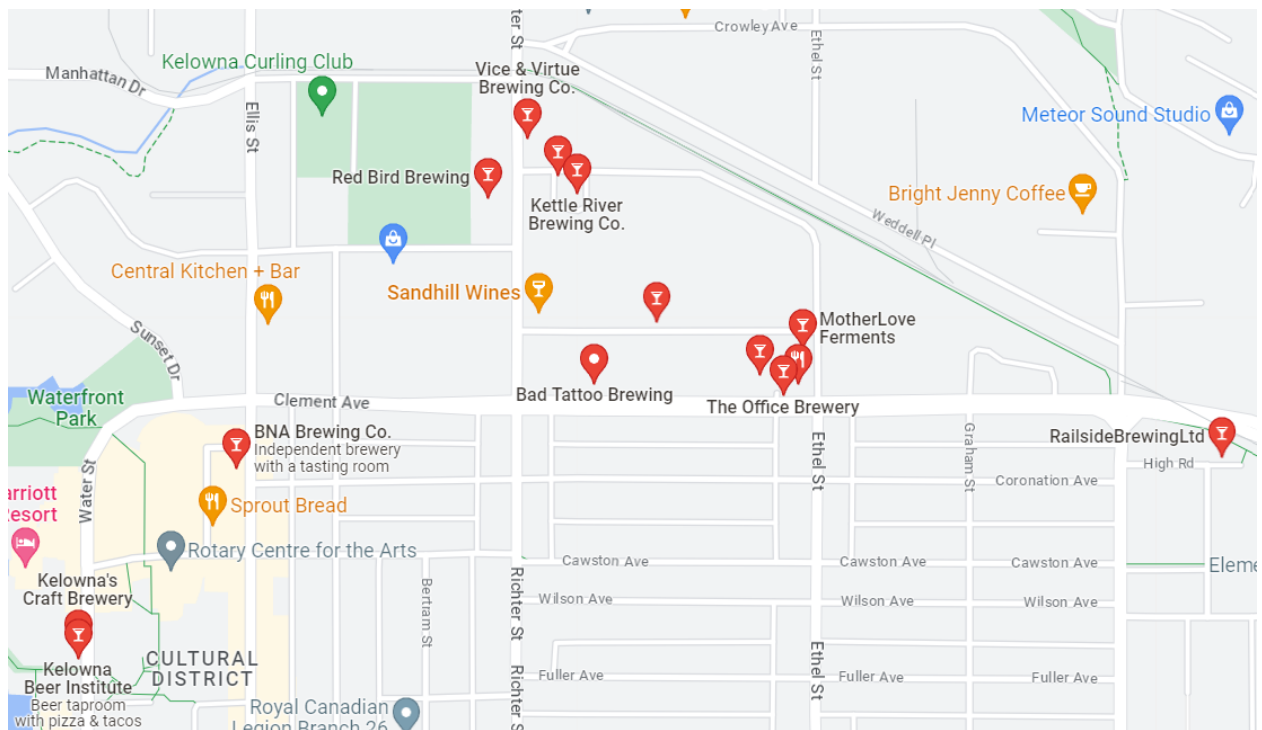 Crowley Ave
ter St
Ethel St
Kelowna Curling Club
Vice & Virtue
Brewing Co.
Manhattan Dr
Ellis St
Meteor Sound Studio
Red Bird Brewing
Kettle River
Brewing Co.
Bright Jenny Coffee
Weddell Pl
Central Kitchen + Bar
Sandhill Wines
Sunset Dr
MotherLove
Ferments
Bad Tattoo Brewing
The Office Brewery
Waterfront
Park
Clement Ave
BNA Brewing Co.
Independent brewery
with a tasting room
Ethel St
Graham St
RailsideBrewingLtd
High Rd
Coronation Ave
Water St
arriott
Resort
Sprout Bread
Rotary Centre for the Arts
Cawston Ave
Cawston Ave
Cawston Ave
Eleme
Kelowna's
Craft Brewery
Bertram St
Richter St
Wilson Ave
Wilson Ave
Wilson Ave
Kelowna
Beer Institute
Beer taproom
with pizza & tacos
CULTURAL
DISTRICT
Richter S
Ethel St
Fuller Ave
Fuller Ave
Fuller Ave
Royal Canadian
Legion Branch 26